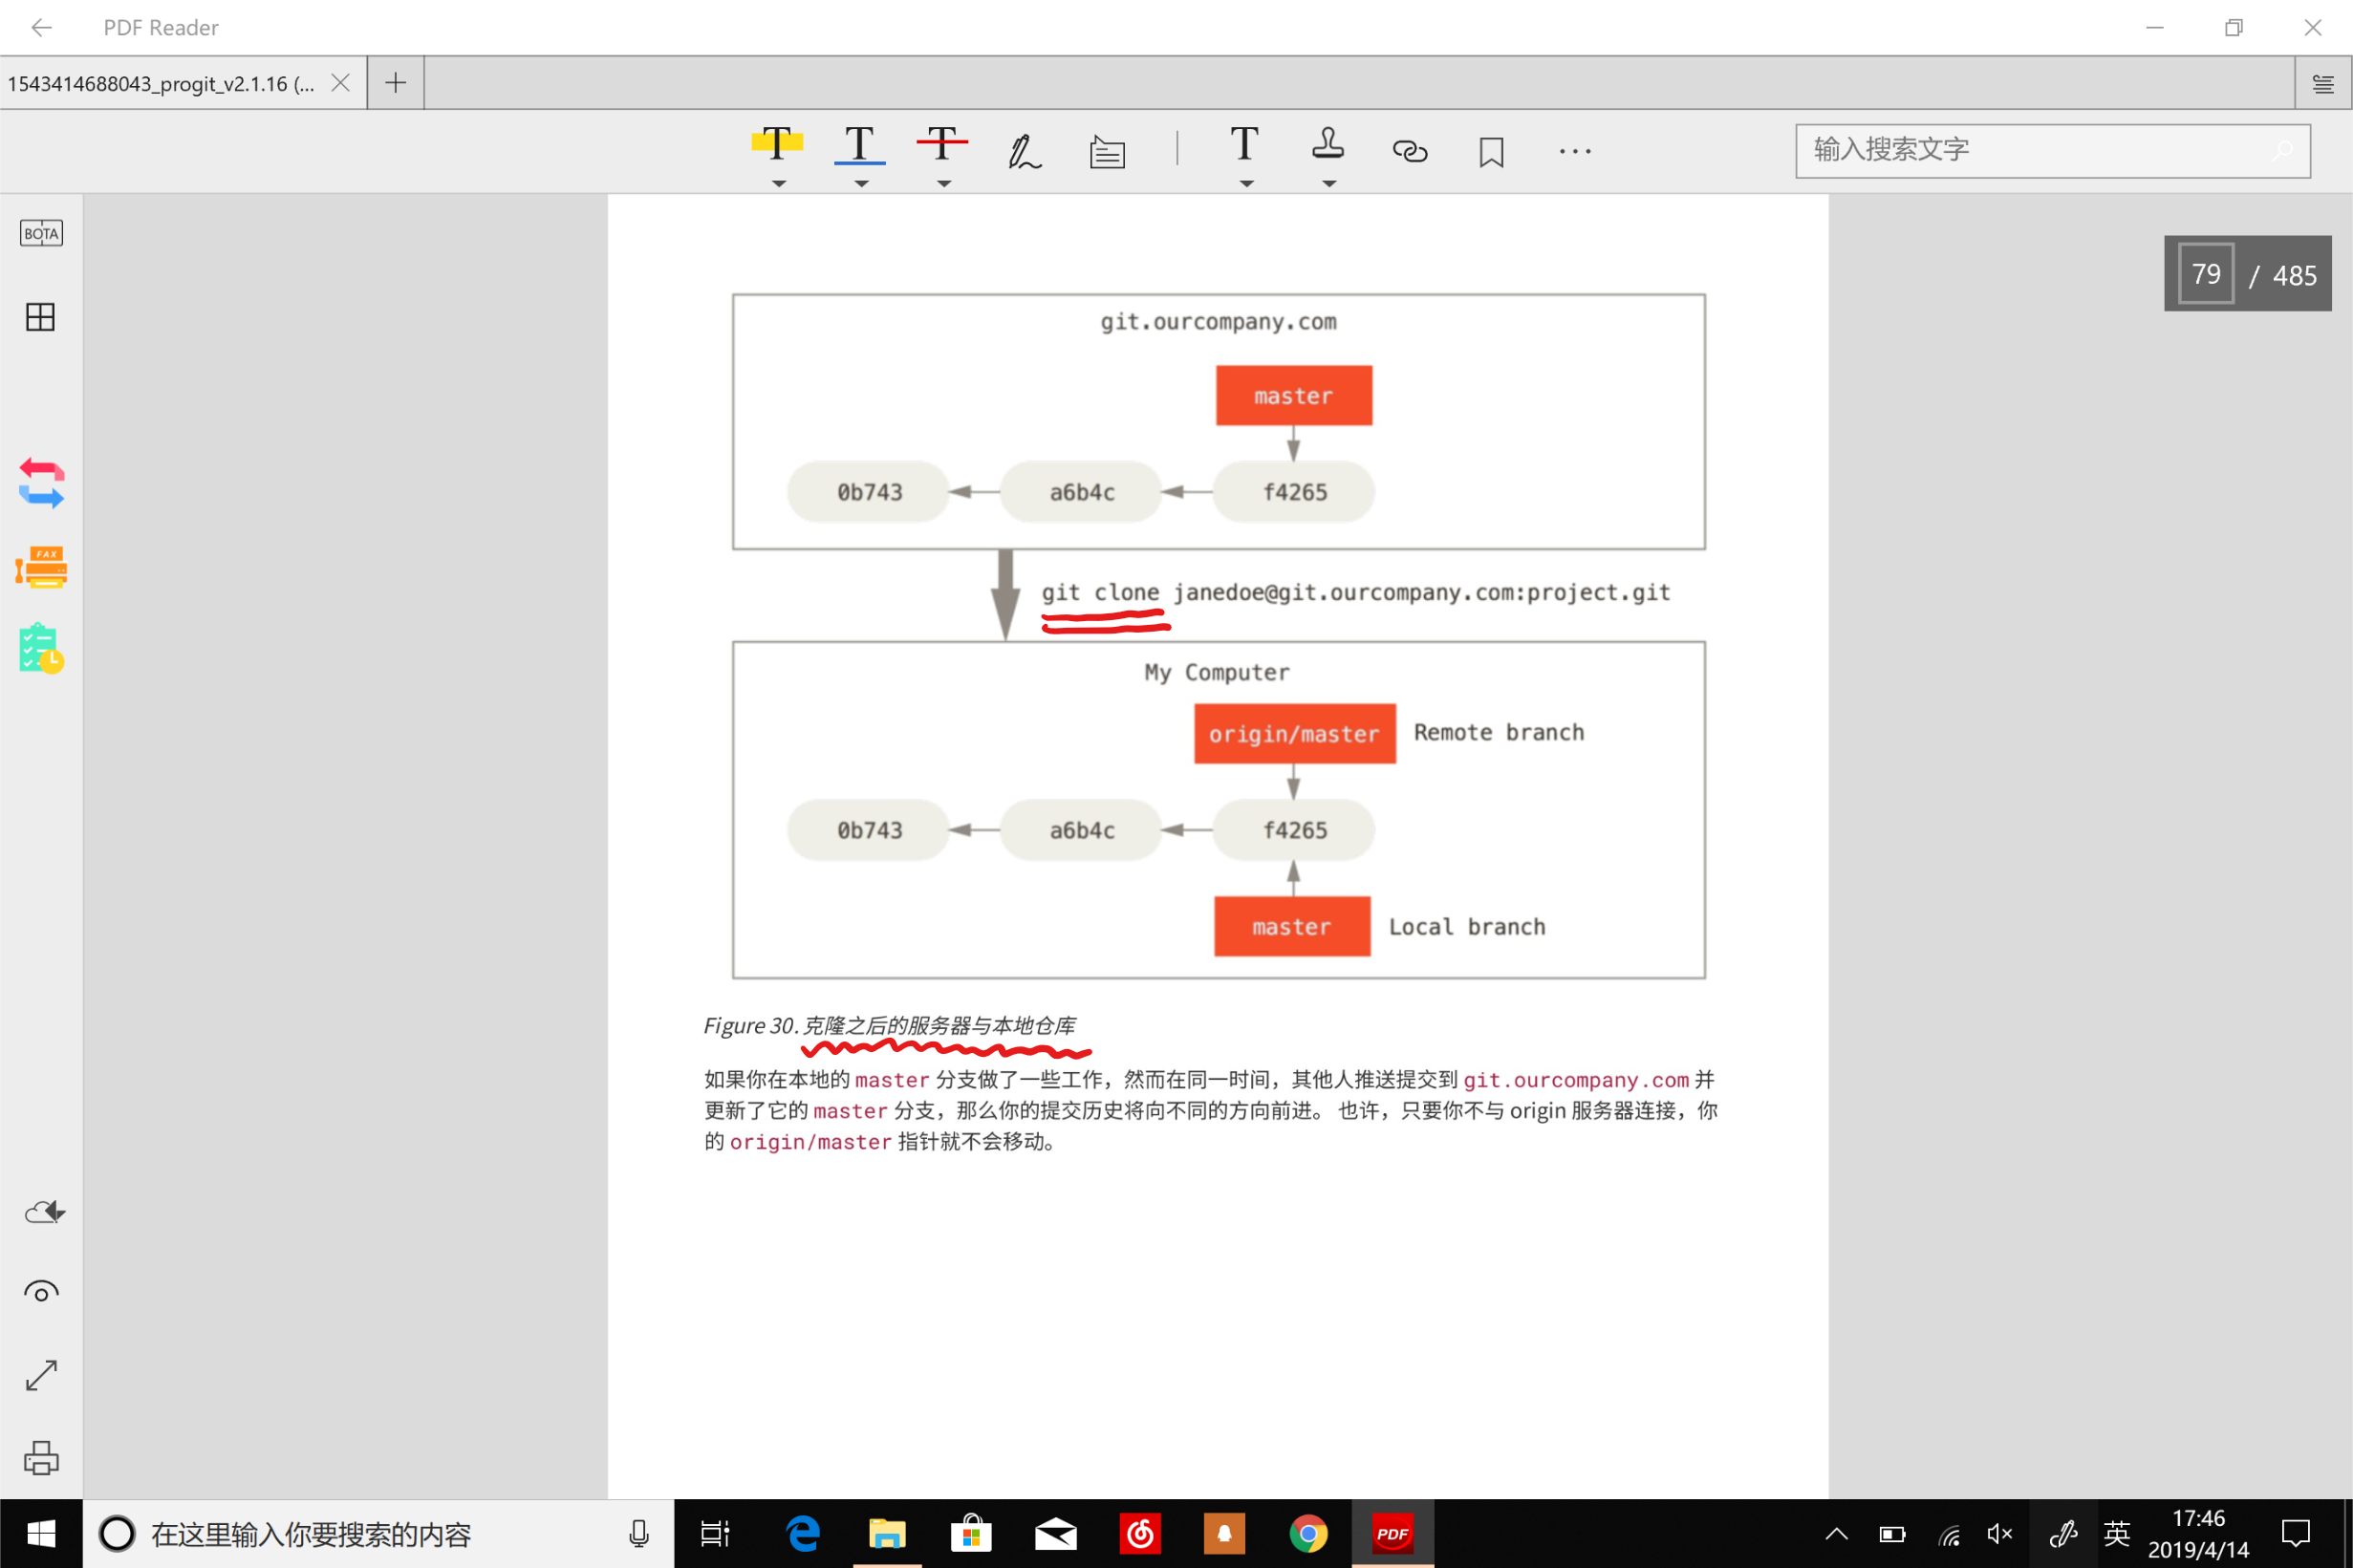 PDF Reader
1543414688043_progit_v2.1.16 (...
T T T T
输入搜索文字
BOTA
79 / 485
FAX
git.ourcompany.com
master
0b743 a6b4c f4265
git clone janedoe@git.ourcompany.com:project.git
My Computer
origin/master Remote branch
0b743 a6b4c f4265
master Local branch
Figure 30. 克隆之后的服务器与本地仓库
如果你在本地的 master 分支做了一些工作，然而在同一时间，其他人推送提交到 git.ourcompany.com 并
更新了它的 master 分支，那么你的提交历史将向不同的方向前进。 也许，只要你不与 origin 服务器连接，你
的 origin/master 指针就不会移动。
在这里输入你要搜索的内容
PDF
英
17:46
2019/4/14